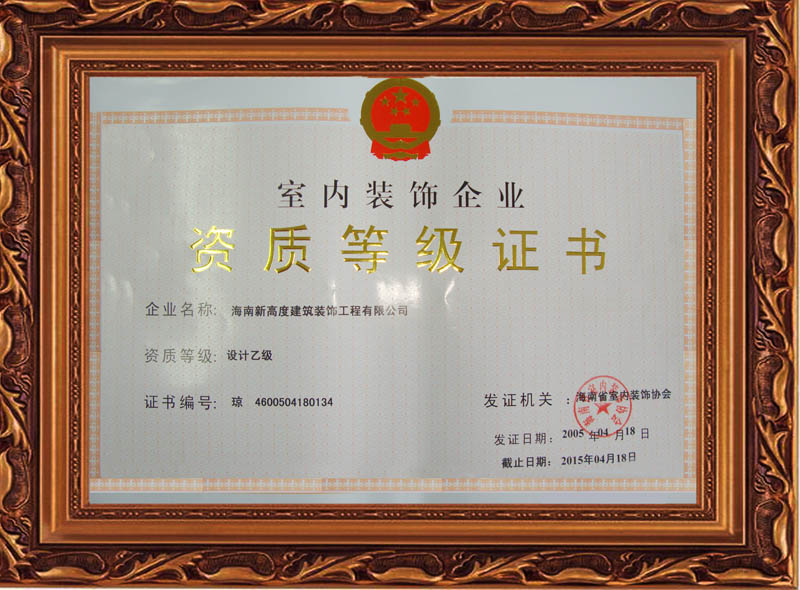 室内装饰企业
资质等级证书
企业名称: 海南新高度建筑装饰工程有限公司
资质等级: 设计乙级
证书编号: 琼 4600504180134
发证机关 : 海南省室内装饰协会
发证日期: 2005 年04 月18 日
截止日期: 2015年04月18日